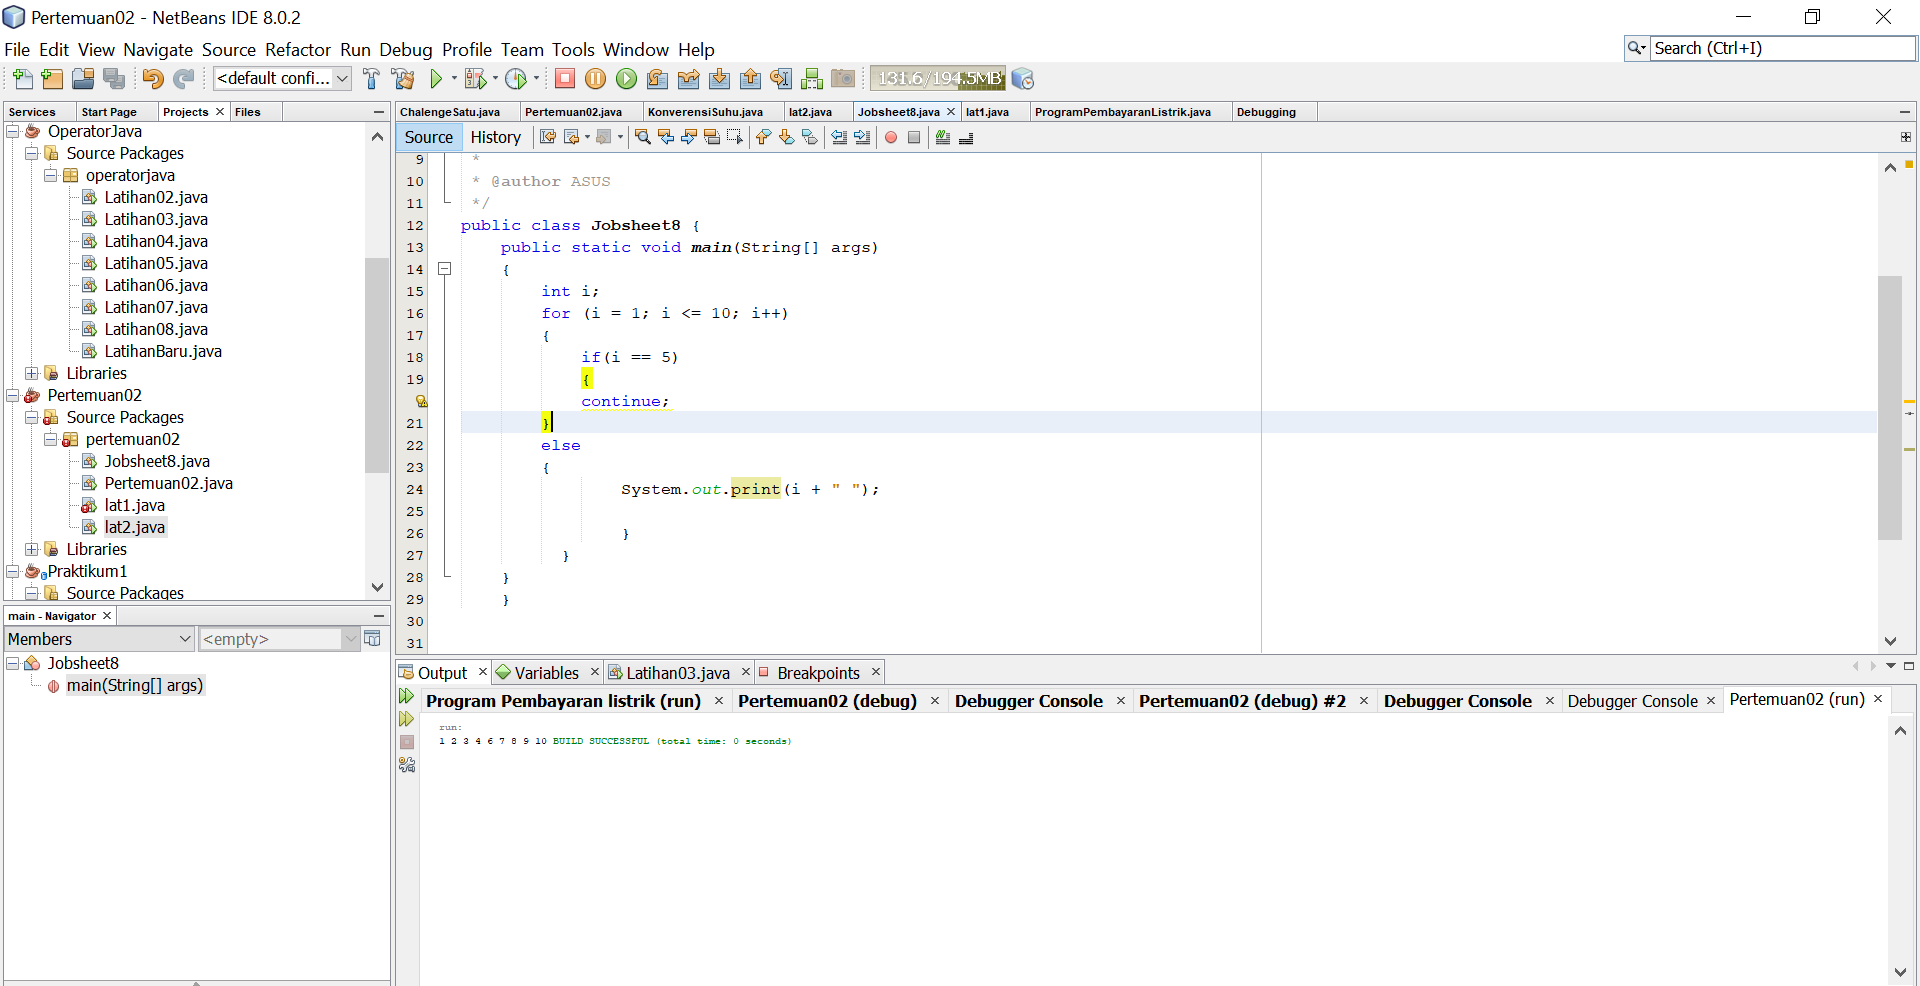 Pertemuan02 - NetBeans IDE 8.0.2
File Edit View Navigate Source Refactor Run Debug Profile Team Tools Window Help
Search (Ctrl+I)
<default confi...
131.6/194.5MB
Services Start Page Projects Files
OperatorJava
Source Packages
operatorjava
Latihan02.java
Latihan03.java
Latihan04.java
Latihan05.java
Latihan06.java
Latihan07.java
Latihan08.java
LatihanBaru.java
Libraries
Pertemuan02
Source Packages
pertemuan02
Jobsheet8.java
Pertemuan02.java
lat1.java
lat2.java
Libraries
Praktikum1
Source Packages
main - Navigator
Members <empty>
Jobsheet8
main(String[] args)
ChalengeSatu.java Pertemuan02.java KonverensiSuhu.java lat2.java Jobsheet8.java lat1.java ProgramPembayaranListrik.java Debugging
Source History
9 *
10 * @author ASUS
11 */
12 public class Jobsheet8 {
13 public static void main(String[] args)
14 {
15 int i;
16 for (i = 1; i <= 10; i++)
17 {
18 if(i == 5)
19 {
continue;
21 }
22 else
23 {
24 System.out.print(i + " ");
25
26 }
27 }
28 }
29 }
30
31
Output Variables Latihan03.java Breakpoints
Program Pembayaran listrik (run) Pertemuan02 (debug) Debugger Console Pertemuan02 (debug) #2 Debugger Console Debugger Console Pertemuan02 (run)
run:
1 2 3 4 6 7 8 9 10 BUILD SUCCESSFUL (total time: 0 seconds)